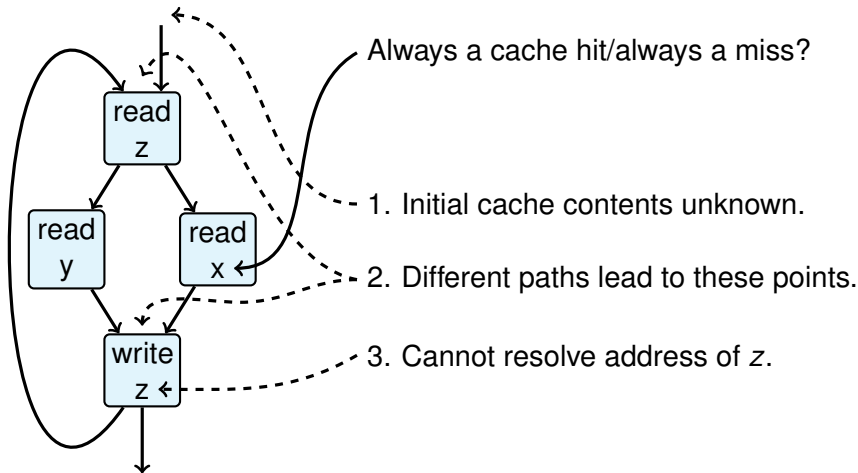 Always a cache hit/always a miss?
read
z
1. Initial cache contents unknown.
read
y
read
x
2. Different paths lead to these points.
write
z
3. Cannot resolve address of z.